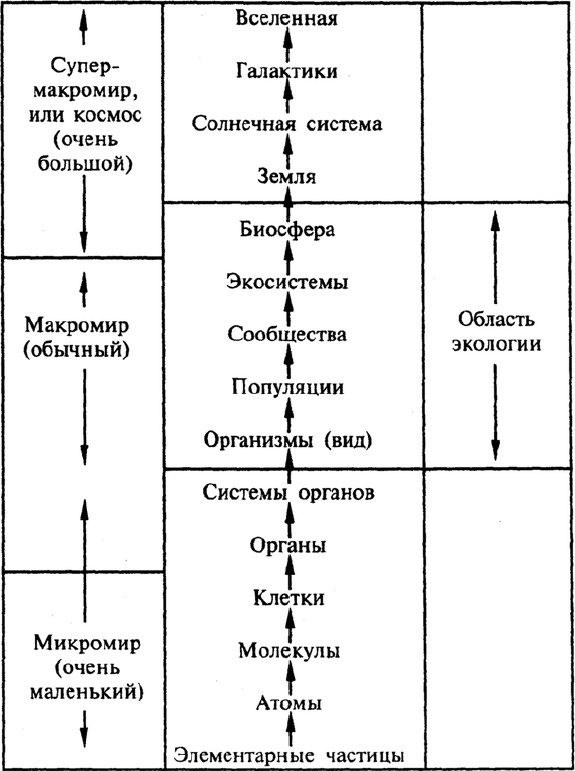 Супер-
макромир,
или космос
(очень
большой)
Макромир
(обычный)
Микромир
(очень
маленький)
Вселенная
Галактики
Солнечная система
Земля
Биосфера
Экосистемы
Сообщества
Популяции
Организмы (вид)
Системы органов
Органы
Клетки
Молекулы
Атомы
Элементарные частицы
Область
экологии